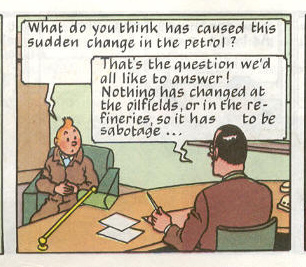 What do you think has caused this
sudden change in the petrol?
That's the question we'd
all like to answer!
Nothing has changed at
the oilfields, or in the re-
fineries, so it has to be
sabotage ...